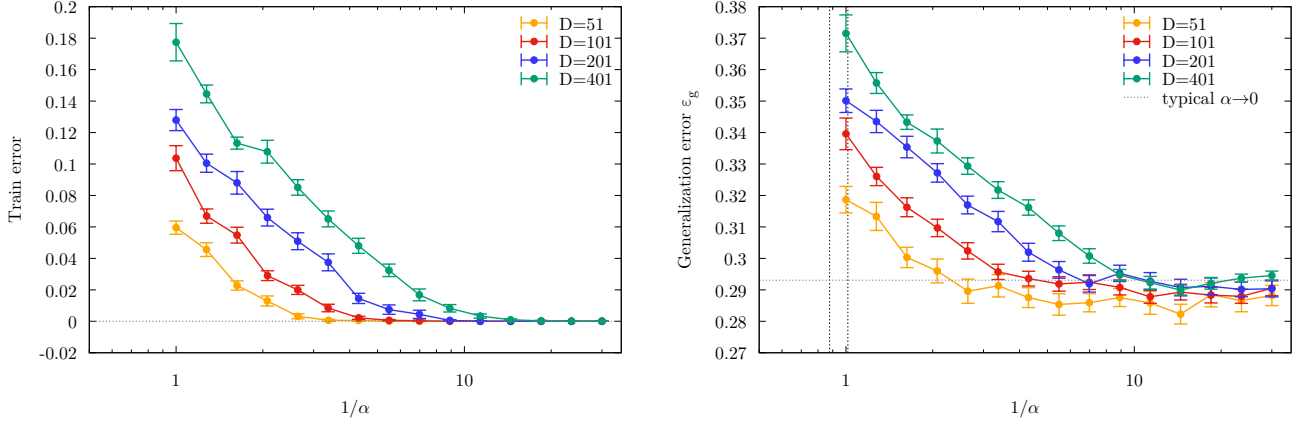 0.2
0.18
0.16
0.14
0.12
0.1
0.08
0.06
0.04
0.02
0
-0.02
Train error
1
10
1/α
D=51
D=101
D=201
D=401
0.38
0.37
0.36
0.35
0.34
0.33
0.32
0.31
0.3
0.29
0.28
0.27
Generalization error ε_g
1
10
1/α
D=51
D=101
D=201
D=401
typical α→0